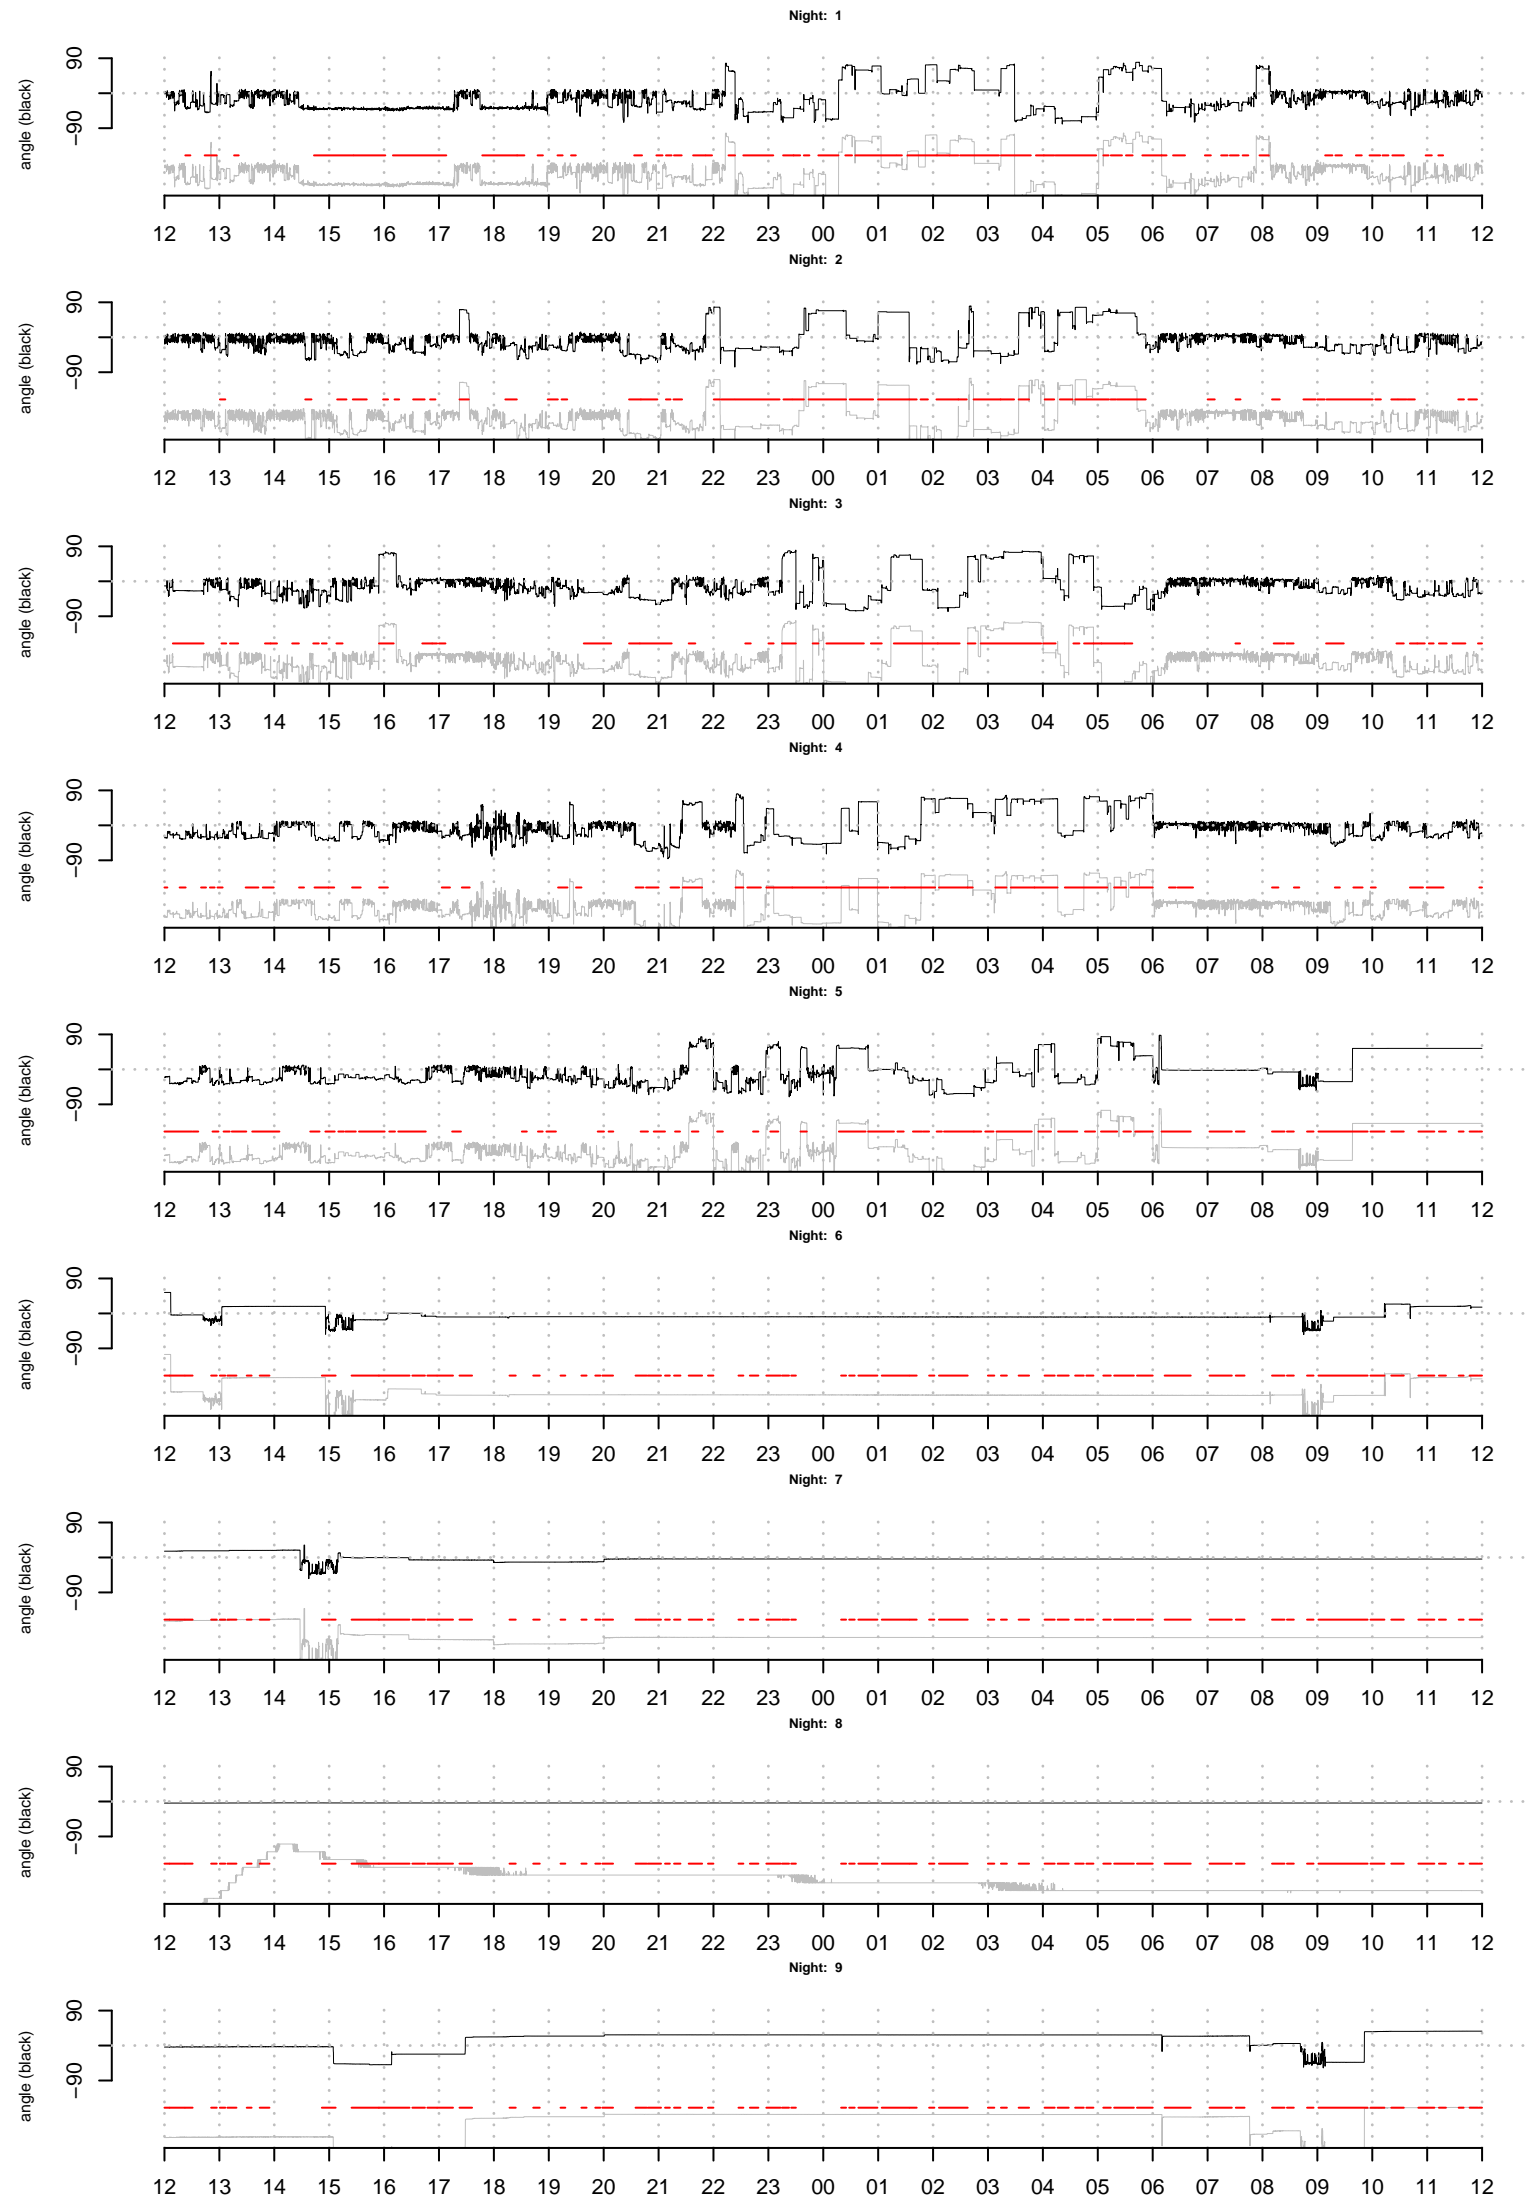 Night: 1
90
-90
angle (black)
12 13 14 15 16 17 18 19 20 21 22 23 00 01 02 03 04 05 06 07 08 09 10 11 12
Night: 2
90
-90
angle (black)
12 13 14 15 16 17 18 19 20 21 22 23 00 01 02 03 04 05 06 07 08 09 10 11 12
Night: 3
90
-90
angle (black)
12 13 14 15 16 17 18 19 20 21 22 23 00 01 02 03 04 05 06 07 08 09 10 11 12
Night: 4
90
-90
angle (black)
12 13 14 15 16 17 18 19 20 21 22 23 00 01 02 03 04 05 06 07 08 09 10 11 12
Night: 5
90
-90
angle (black)
12 13 14 15 16 17 18 19 20 21 22 23 00 01 02 03 04 05 06 07 08 09 10 11 12
Night: 6
90
-90
angle (black)
12 13 14 15 16 17 18 19 20 21 22 23 00 01 02 03 04 05 06 07 08 09 10 11 12
Night: 7
90
-90
angle (black)
12 13 14 15 16 17 18 19 20 21 22 23 00 01 02 03 04 05 06 07 08 09 10 11 12
Night: 8
90
-90
angle (black)
12 13 14 15 16 17 18 19 20 21 22 23 00 01 02 03 04 05 06 07 08 09 10 11 12
Night: 9
90
-90
angle (black)
12 13 14 15 16 17 18 19 20 21 22 23 00 01 02 03 04 05 06 07 08 09 10 11 12